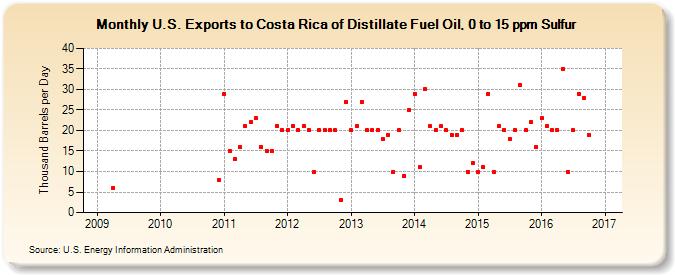 Monthly U.S. Exports to Costa Rica of Distillate Fuel Oil, 0 to 15 ppm Sulfur
Thousand Barrels per Day
40
35
30
25
20
15
10
5
0
2009 2010 2011 2012 2013 2014 2015 2016 2017
Source: U.S. Energy Information Administration